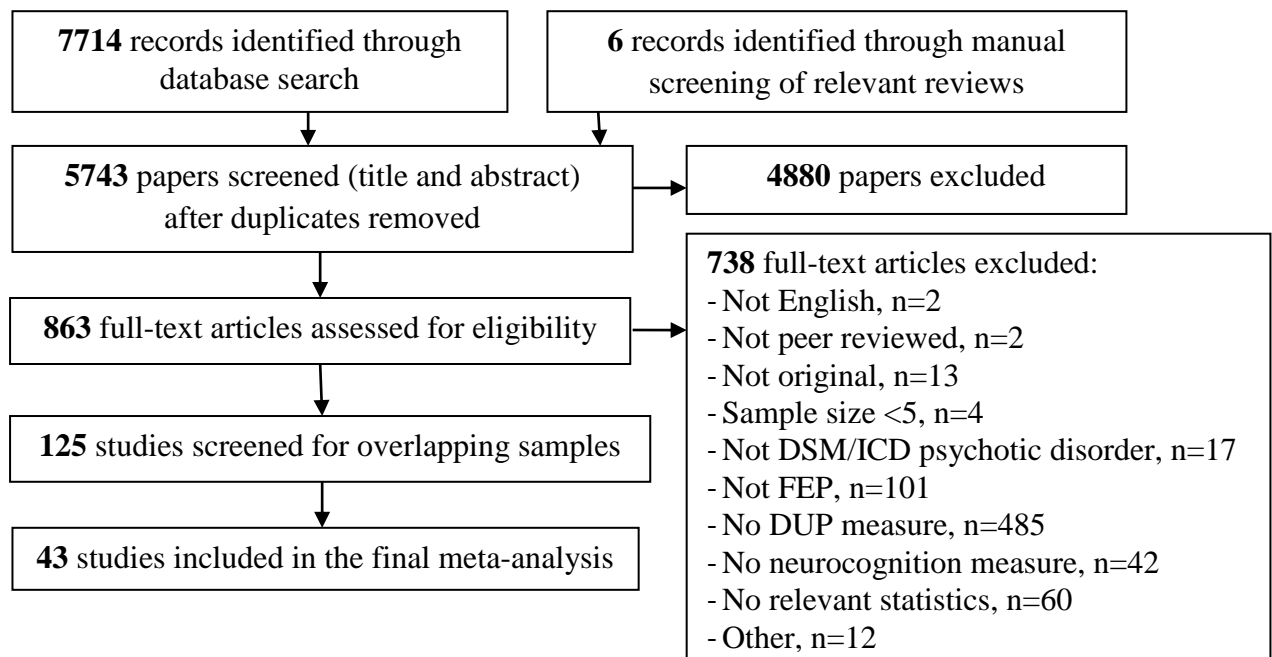 7714 records identified through
database search
6 records identified through manual
screening of relevant reviews
5743 papers screened (title and abstract)
after duplicates removed
4880 papers excluded
863 full-text articles assessed for eligibility
738 full-text articles excluded:
- Not English, n=2
- Not peer reviewed, n=2
- Not original, n=13
- Sample size <5, n=4
- Not DSM/ICD psychotic disorder, n=17
- Not FEP, n=101
- No DUP measure, n=485
- No neurocognition measure, n=42
- No relevant statistics, n=60
- Other, n=12
125 studies screened for overlapping samples
43 studies included in the final meta-analysis